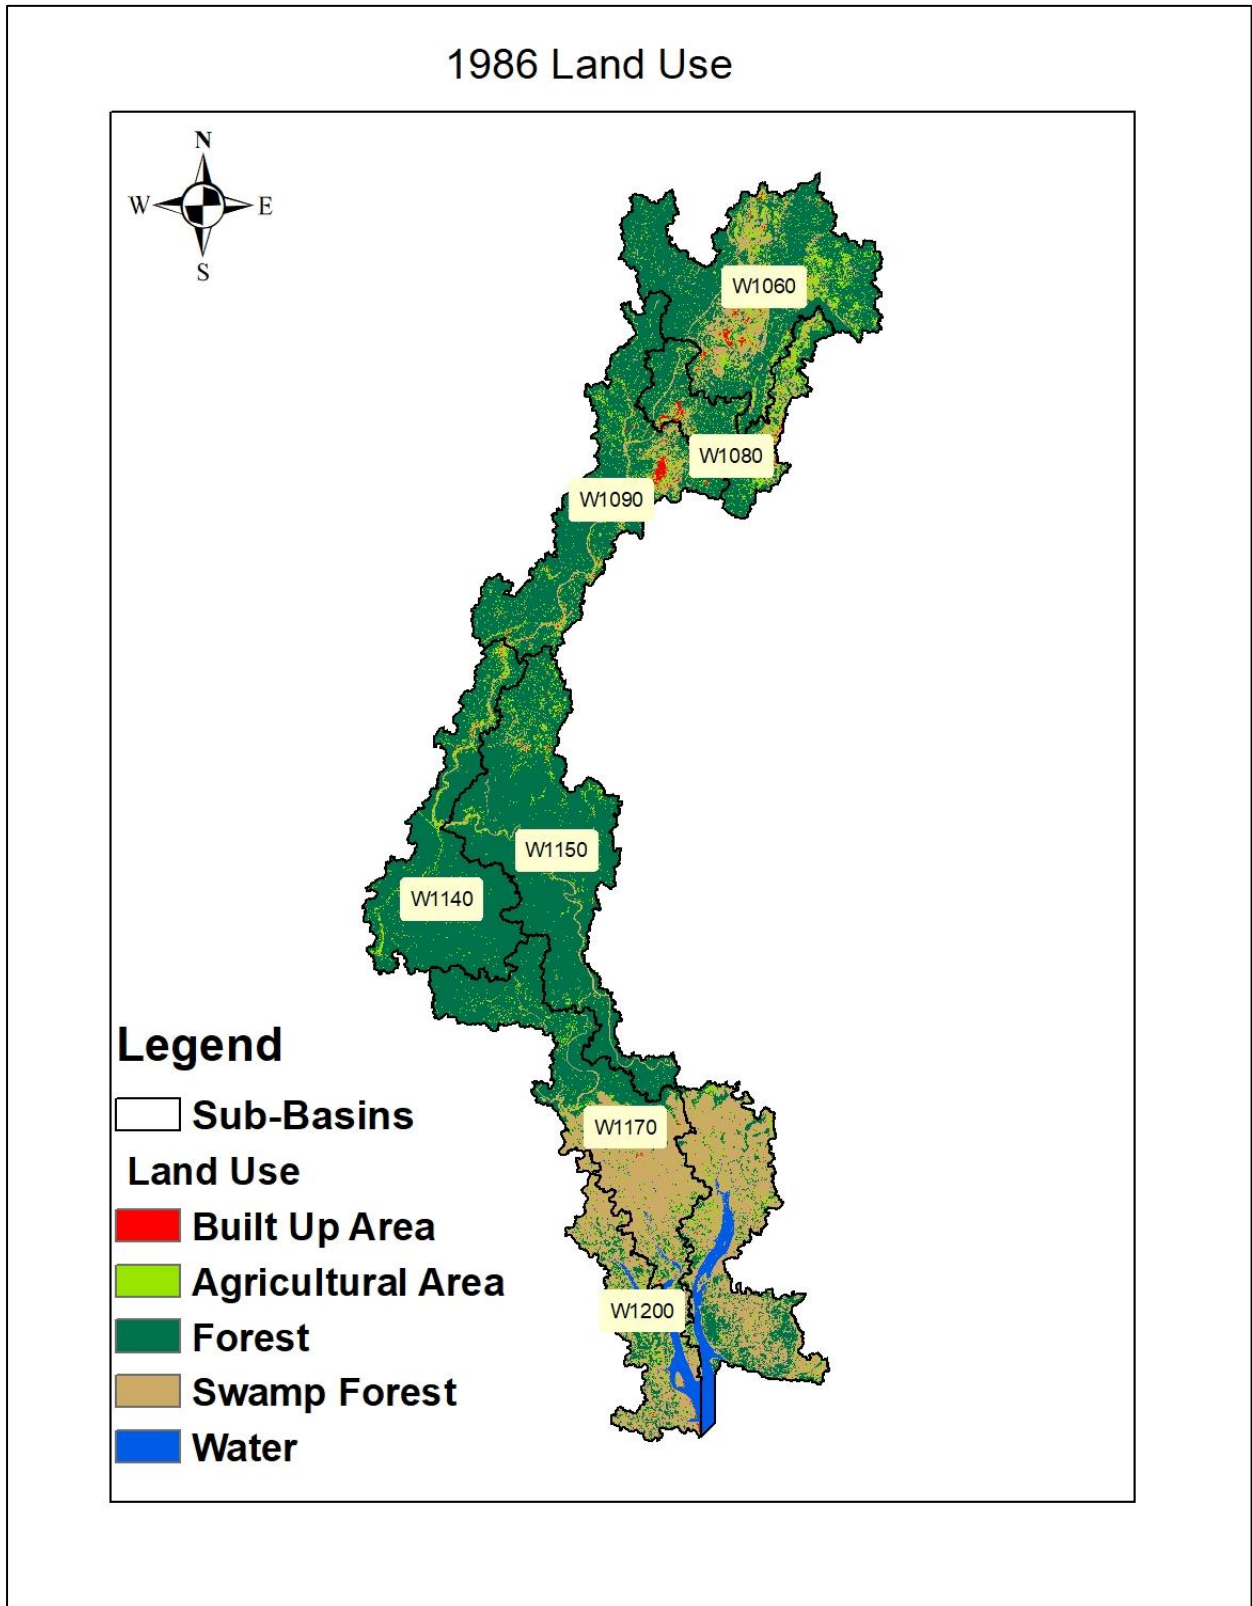 1986 Land Use
N
W E
S
W1060
W1080
W1090
W1150
W1140
W1170
W1200
Legend
Sub-Basins
Land Use
Built Up Area
Agricultural Area
Forest
Swamp Forest
Water